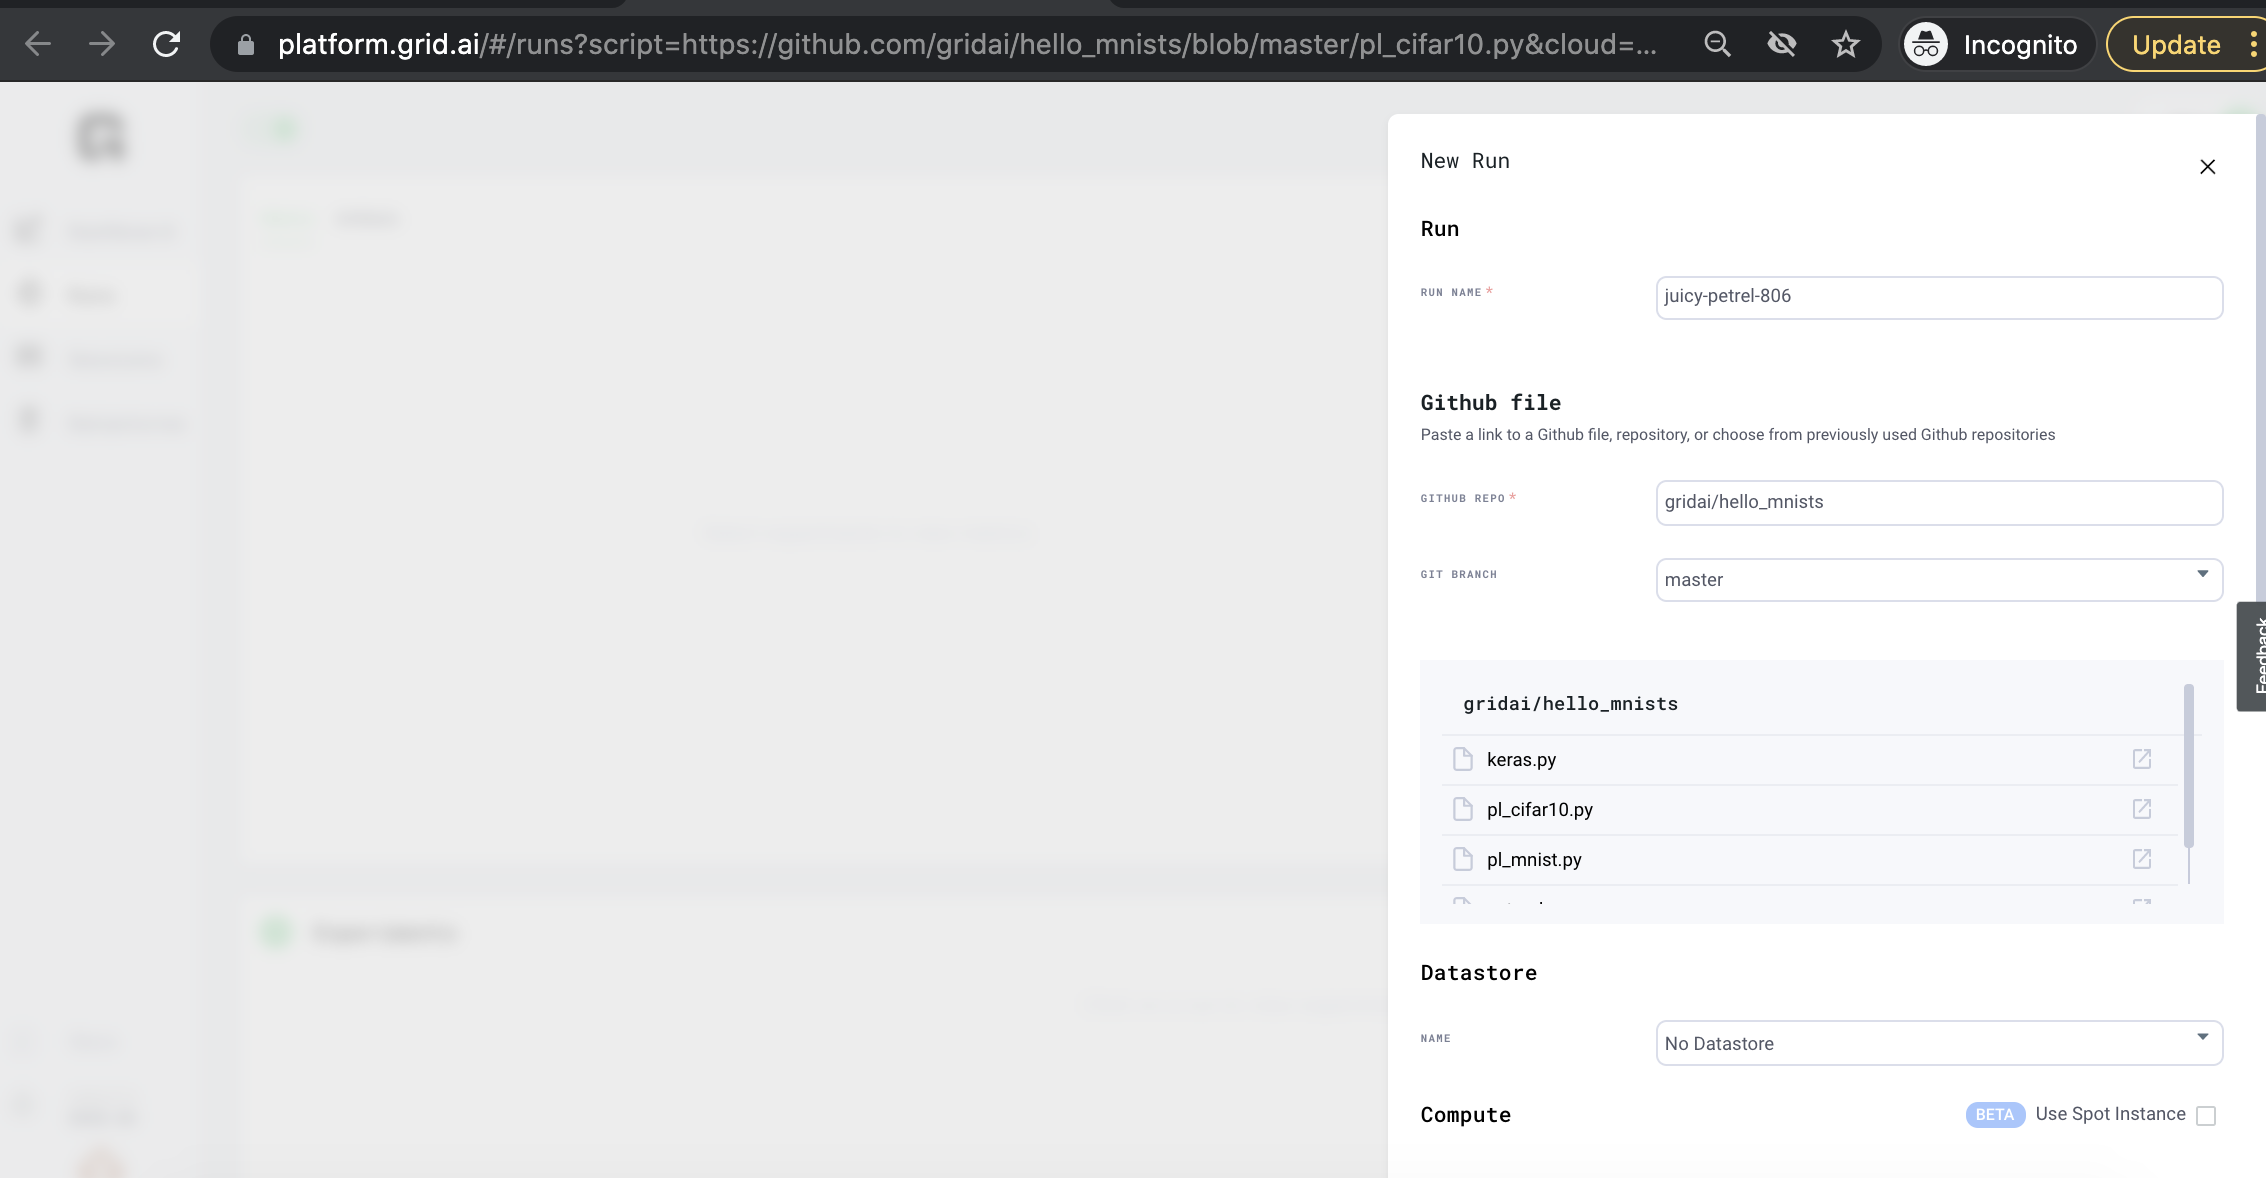 platform.grid.ai/#/runs?script=https://github.com/gridai/hello_mnists/blob/master/pl_cifar10.py&cloud=...
Incognito
Update
New Run
Run
RUN NAME *
juicy-petrel-806
Github file
Paste a link to a Github file, repository, or choose from previously used Github repositories
GITHUB REPO *
gridai/hello_mnists
GIT BRANCH
master
Feedback
gridai/hello_mnists
keras.py
pl_cifar10.py
pl_mnist.py
Datastore
NAME
No Datastore
Compute
BETA Use Spot Instance